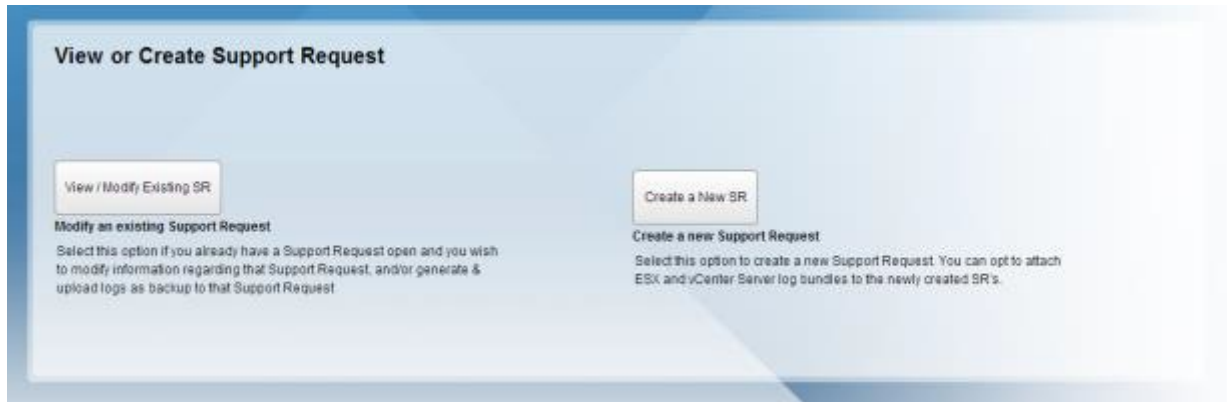 View or Create Support Request
View / Modify Existing SR
Modify an existing Support Request
Select this option if you already have a Support Request open and you wish
to modify information regarding that Support Request, and/or generate &
upload logs as backup to that Support Request
Create a New SR
Create a new Support Request
Select this option to create a new Support Request. You can opt to attach
ESX and vCenter Server log bundles to the newly created SR's.